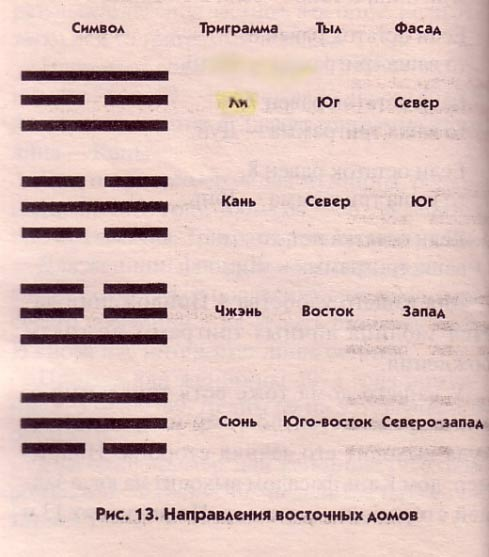 Символ Триграмма Тыл Фасад
Ли Юг Север
Кань Север Юг
Чжэнь Восток Запад
Сюнь Юго-восток Северо-запад
Рис. 13. Направления восточных домов